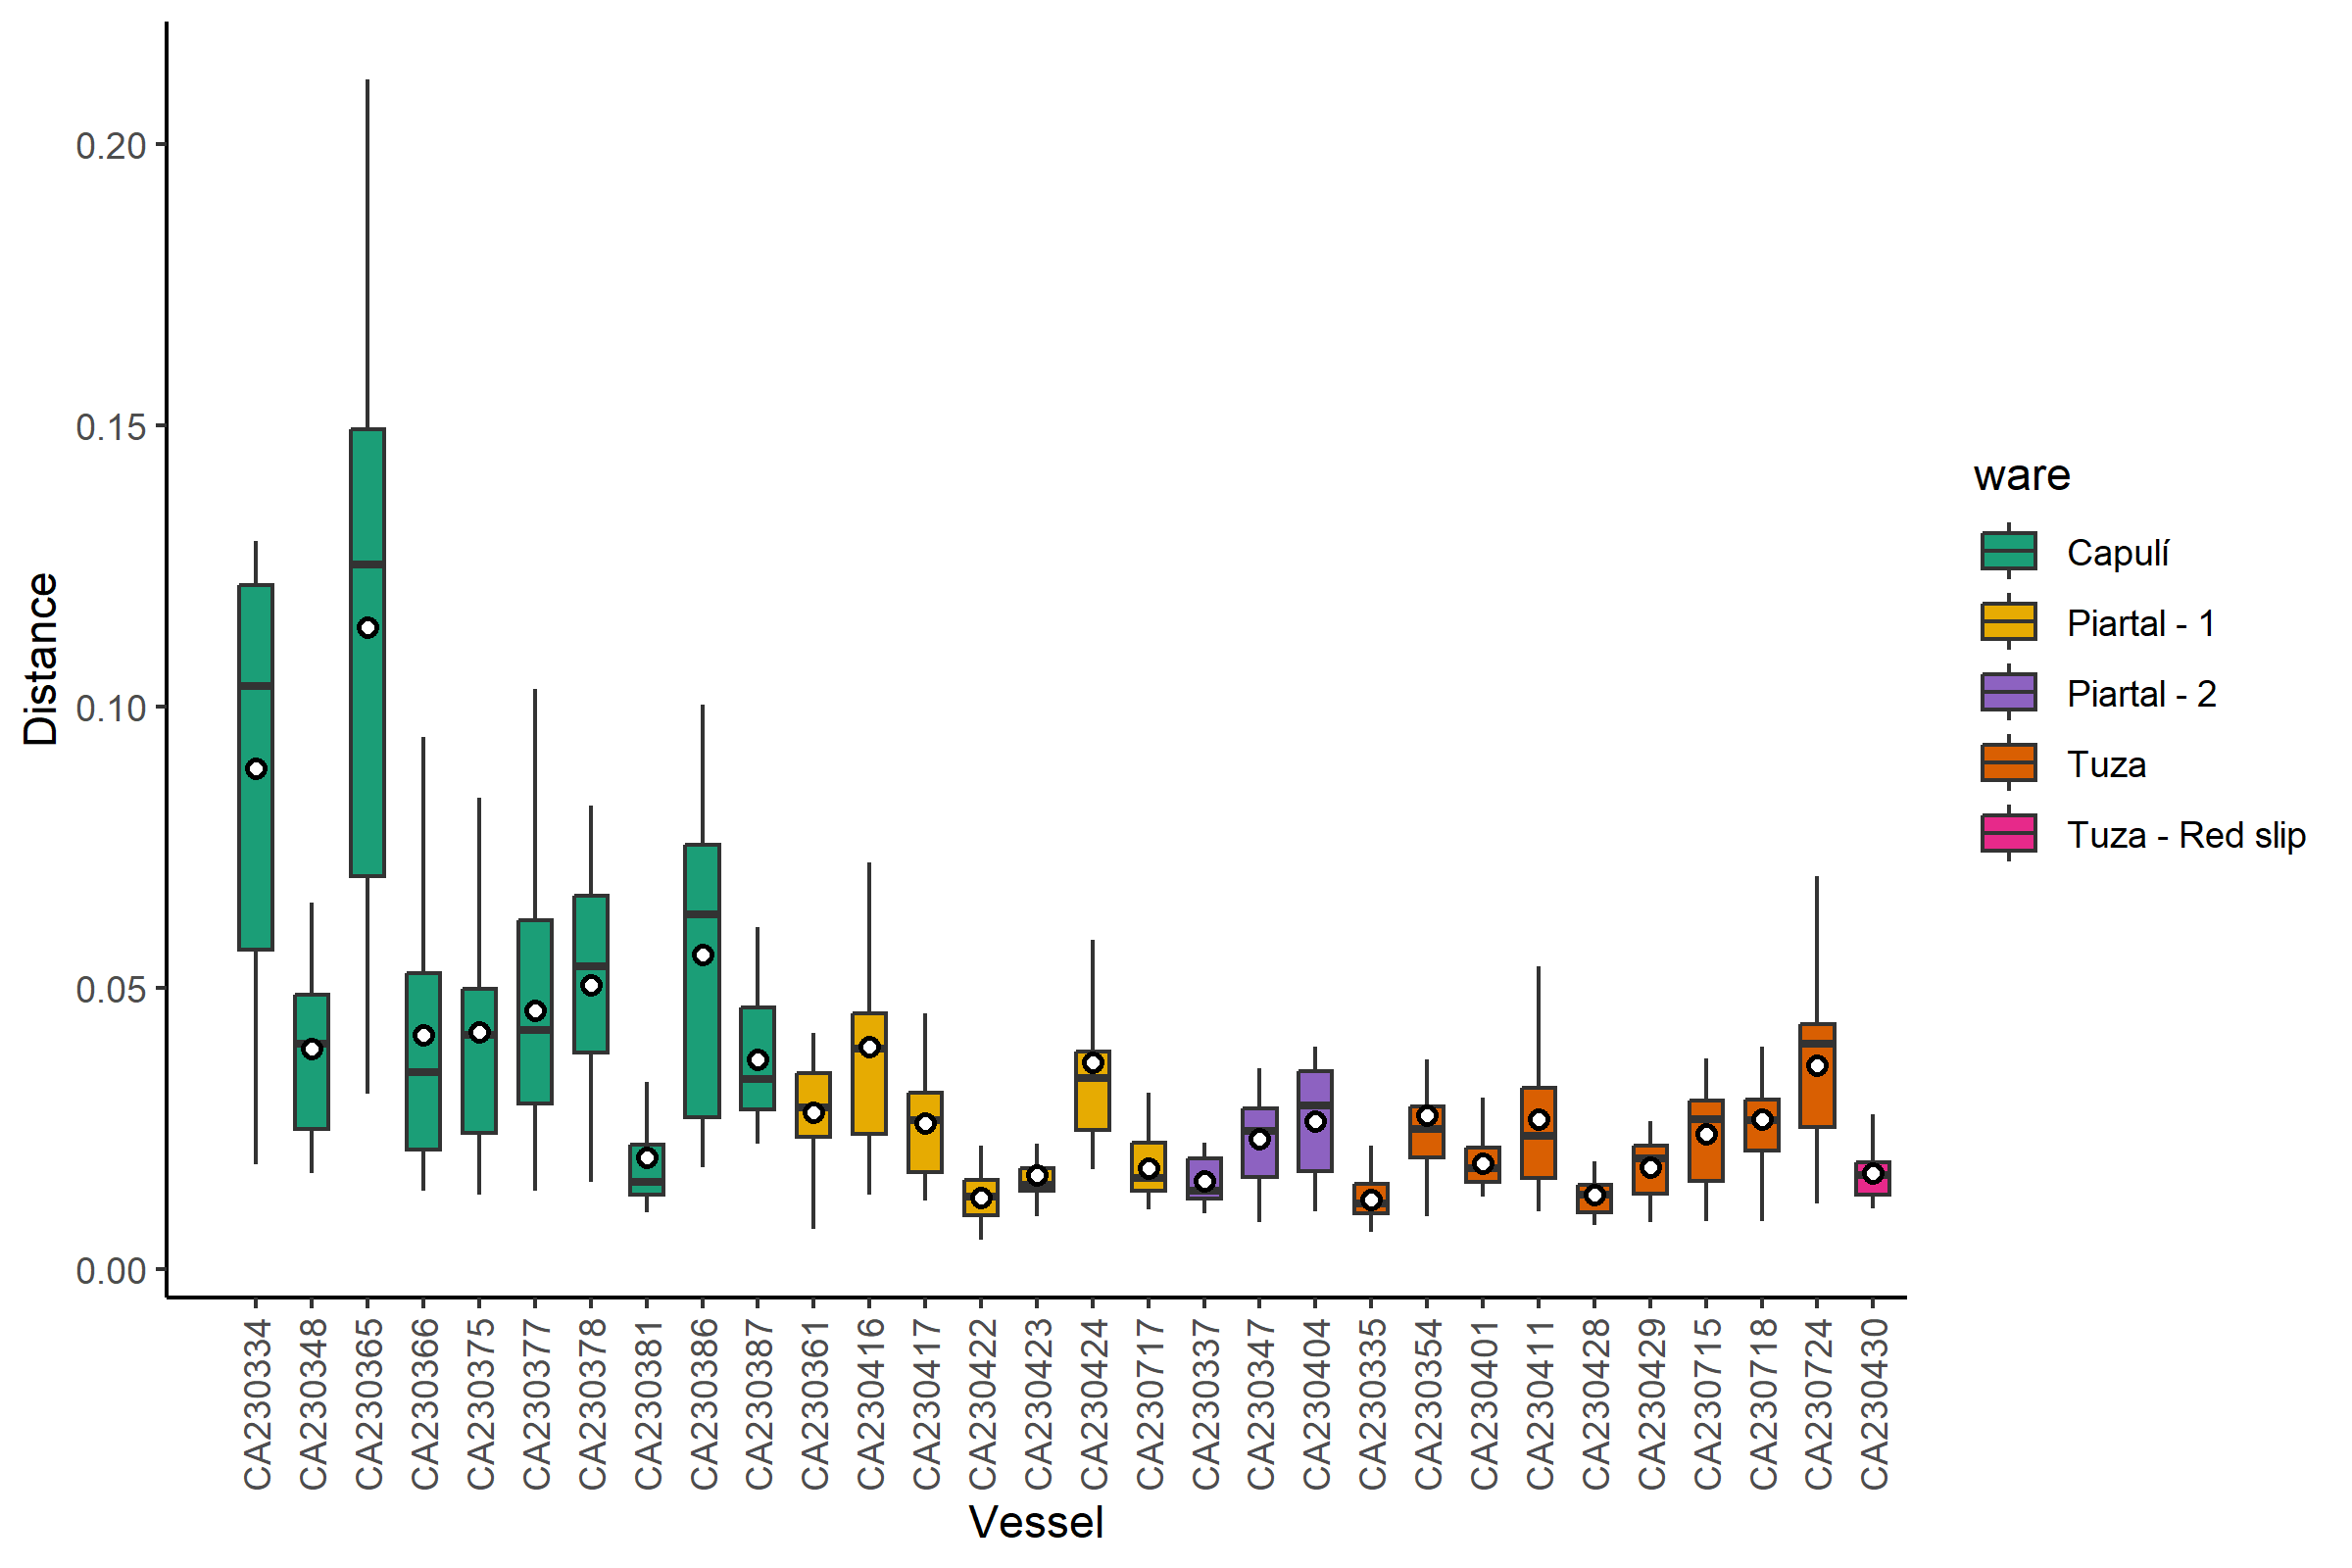 0.20
0.15
0.10
0.05
0.00
Distance
CA230334
CA230348
CA230365
CA230366
CA230375
CA230377
CA230378
CA230381
CA230386
CA230387
CA230361
CA230416
CA230417
CA230422
CA230423
CA230424
CA230717
CA230337
CA230347
CA230404
CA230335
CA230354
CA230401
CA230411
CA230428
CA230429
CA230715
CA230718
CA230724
CA230430
Vessel
ware
Capulí
Piartal - 1
Piartal - 2
Tuza
Tuza - Red slip